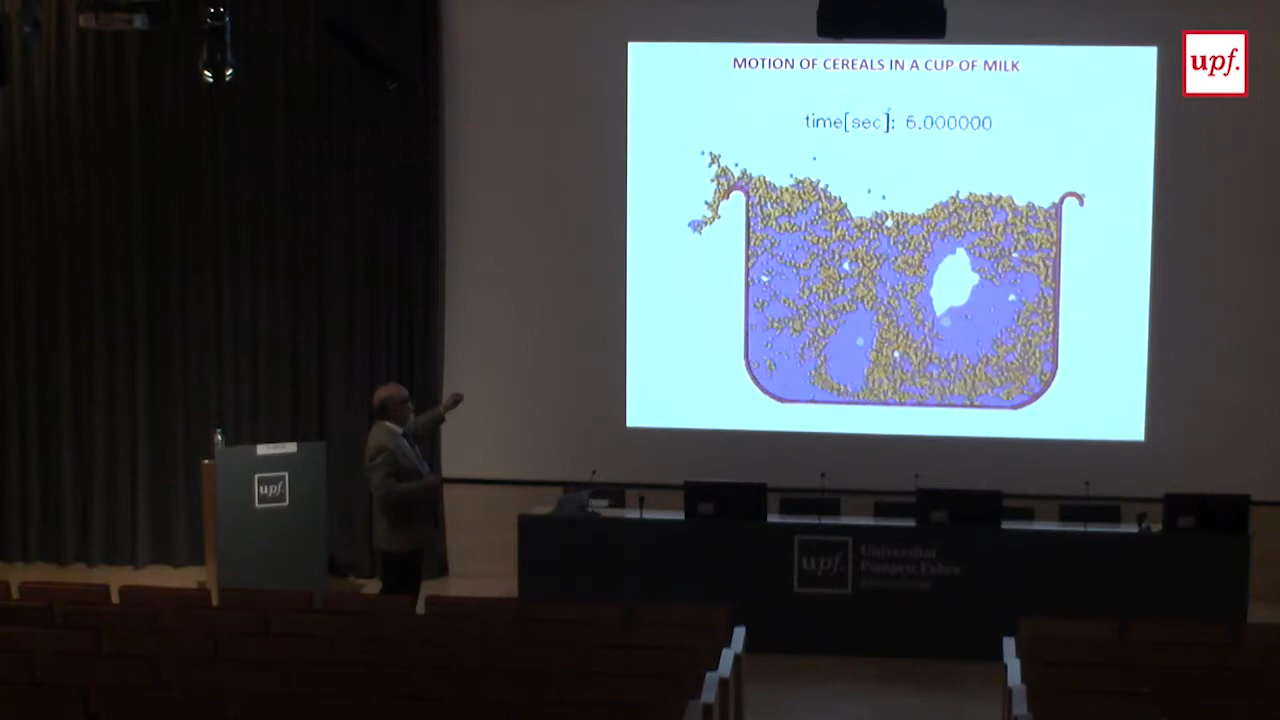 MOTION OF CEREALS IN A CUP OF MILK
time[sec]: 6.000000
upf.
upf.
upf.
Universitat
Pompeu Fabra
Barcelona